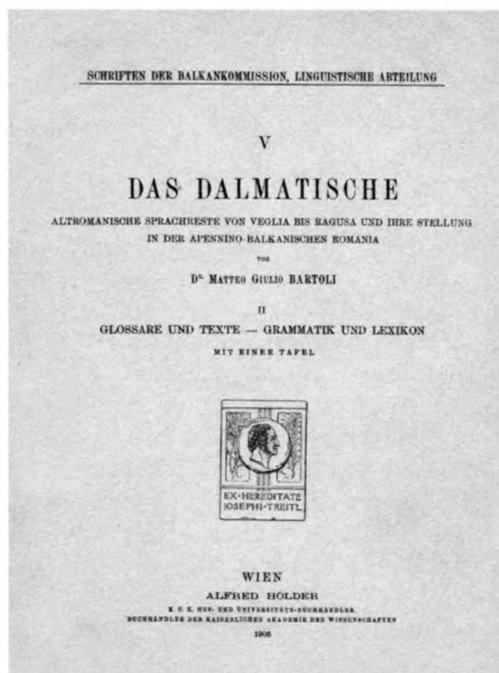 SCHRIFTEN DER BALKANKOMMISSION, LINGUISTISCHE ABTEILUNG
V
DAS DALMATISCHE
ALTROMANISCHE SPRACHRESTE VON VEGLIA BIS RAGUSA UND IHRE STELLUNG
IN DER APENNINO-BALKANISCHEN ROMANIA
VON
DR. MATTEO GIULIO BARTOLI
II
GLOSSARE UND TEXTE — GRAMMATIK UND LEXIKON
MIT EINER TAFEL
EX·HEREDITATE
IOSEPHI·TREITL
WIEN
ALFRED HÖLDER
K. U. K. HOF- UND UNIVERSITÄTS-BUCHHÄNDLER
BUCHHÄNDLER DER KAISERLICHEN AKADEMIE DER WISSENSCHAFTEN
1906